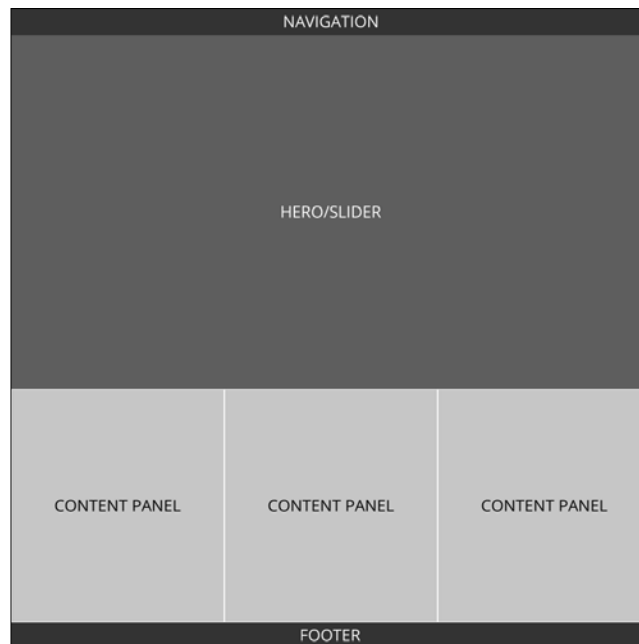 NAVIGATION
HERO/SLIDER
CONTENT PANEL
CONTENT PANEL
CONTENT PANEL
FOOTER